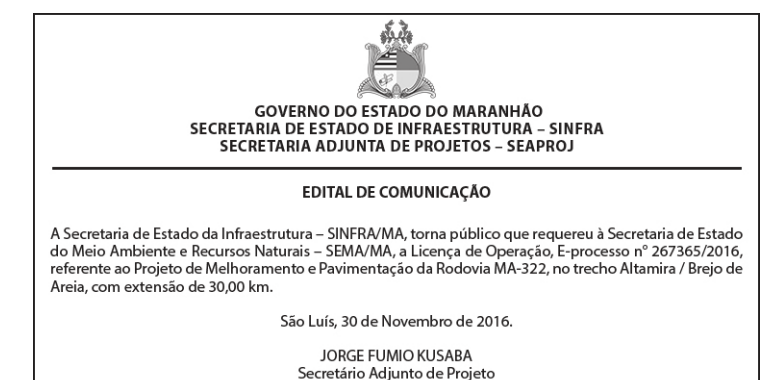 GOVERNO DO ESTADO DO MARANHÃO
SECRETARIA DE ESTADO DE INFRAESTRUTURA – SINFRA
SECRETARIA ADJUNTA DE PROJETOS – SEAPROJ
EDITAL DE COMUNICAÇÃO
A Secretaria de Estado da Infraestrutura – SINFRA/MA, torna público que requereu à Secretaria de Estado
do Meio Ambiente e Recursos Naturais – SEMA/MA, a Licença de Operação, E-processo n° 267365/2016,
referente ao Projeto de Melhoramento e Pavimentação da Rodovia MA-322, no trecho Altamira / Brejo de
Areia, com extensão de 30,00 km.
São Luís, 30 de Novembro de 2016.
JORGE FUMIO KUSABA
Secretário Adjunto de Projeto